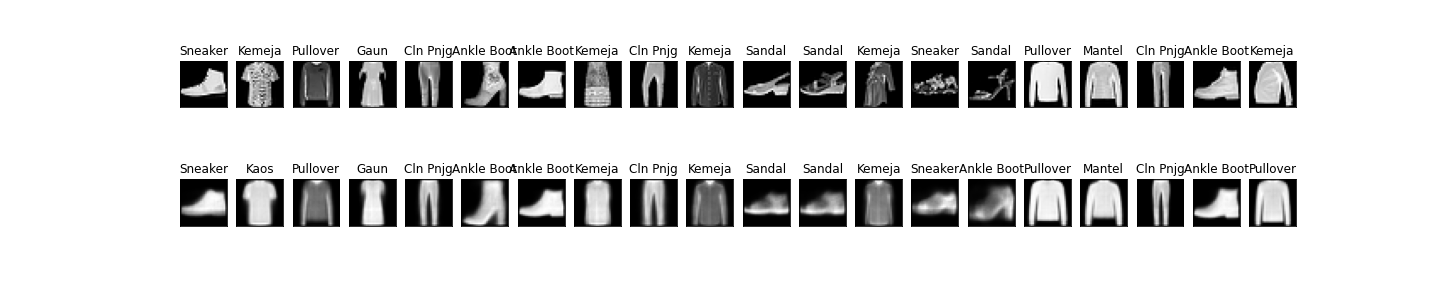 Sneaker Kemeja Pullover Gaun Cln Pnjg Ankle Boot Ankle Boot Kemeja Cln Pnjg Kemeja Sandal Sandal Kemeja Sneaker Sandal Pullover Mantel Cln Pnjg Ankle Boot Kemeja
Sneaker Kaos Pullover Gaun Cln Pnjg Ankle Boot Ankle Boot Kemeja Cln Pnjg Kemeja Sandal Sandal Kemeja Sneaker Ankle Boot Pullover Mantel Cln Pnjg Ankle Boot Pullover